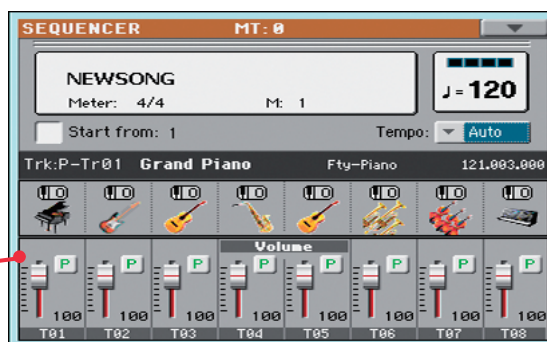 SEQUENCER MT: 0
NEWSONG
Meter: 4/4 M: 1
♩ = 120
Start from: 1 Tempo: Auto
Trk:P-Tr01 Grand Piano Fty-Piano 121.003.000
Volume
P P P P P P P P
100 100 100 100 100 100 100 100
T01 T02 T03 T04 T05 T06 T07 T08